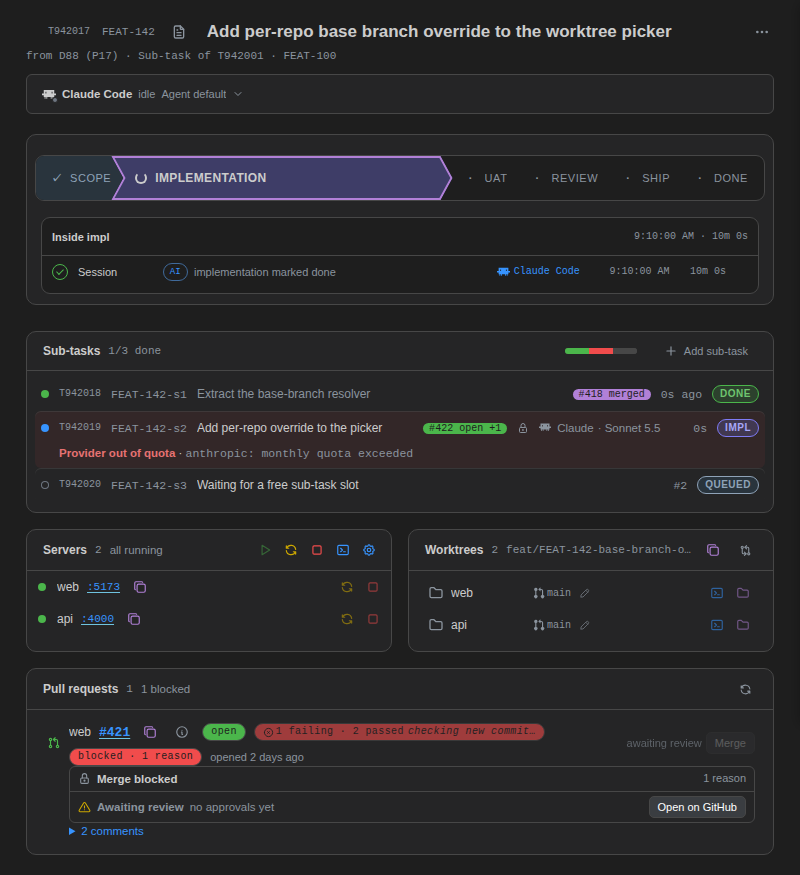 T942017 FEAT-142 Add per-repo base branch override to the worktree picker
from D88 (P17) · Sub-task of T942001 · FEAT-100
Claude Code idle Agent default
SCOPE IMPLEMENTATION · UAT · REVIEW · SHIP · DONE
Inside impl 9:10:00 AM · 10m 0s
Session AI implementation marked done Claude Code 9:10:00 AM 10m 0s
Sub-tasks 1/3 done + Add sub-task
T942018 FEAT-142-s1 Extract the base-branch resolver #418 merged 0s ago DONE
T942019 FEAT-142-s2 Add per-repo override to the picker #422 open +1 Claude · Sonnet 5.5 0s IMPL
Provider out of quota · anthropic: monthly quota exceeded
T942020 FEAT-142-s3 Waiting for a free sub-task slot #2 QUEUED
Servers 2 all running
web :5173
api :4000
Worktrees 2 feat/FEAT-142-base-branch-o…
web main
api main
Pull requests 1 1 blocked
web #421 open 1 failing · 2 passed checking new commit…
blocked · 1 reason opened 2 days ago
awaiting review Merge
Merge blocked 1 reason
Awaiting review no approvals yet Open on GitHub
2 comments